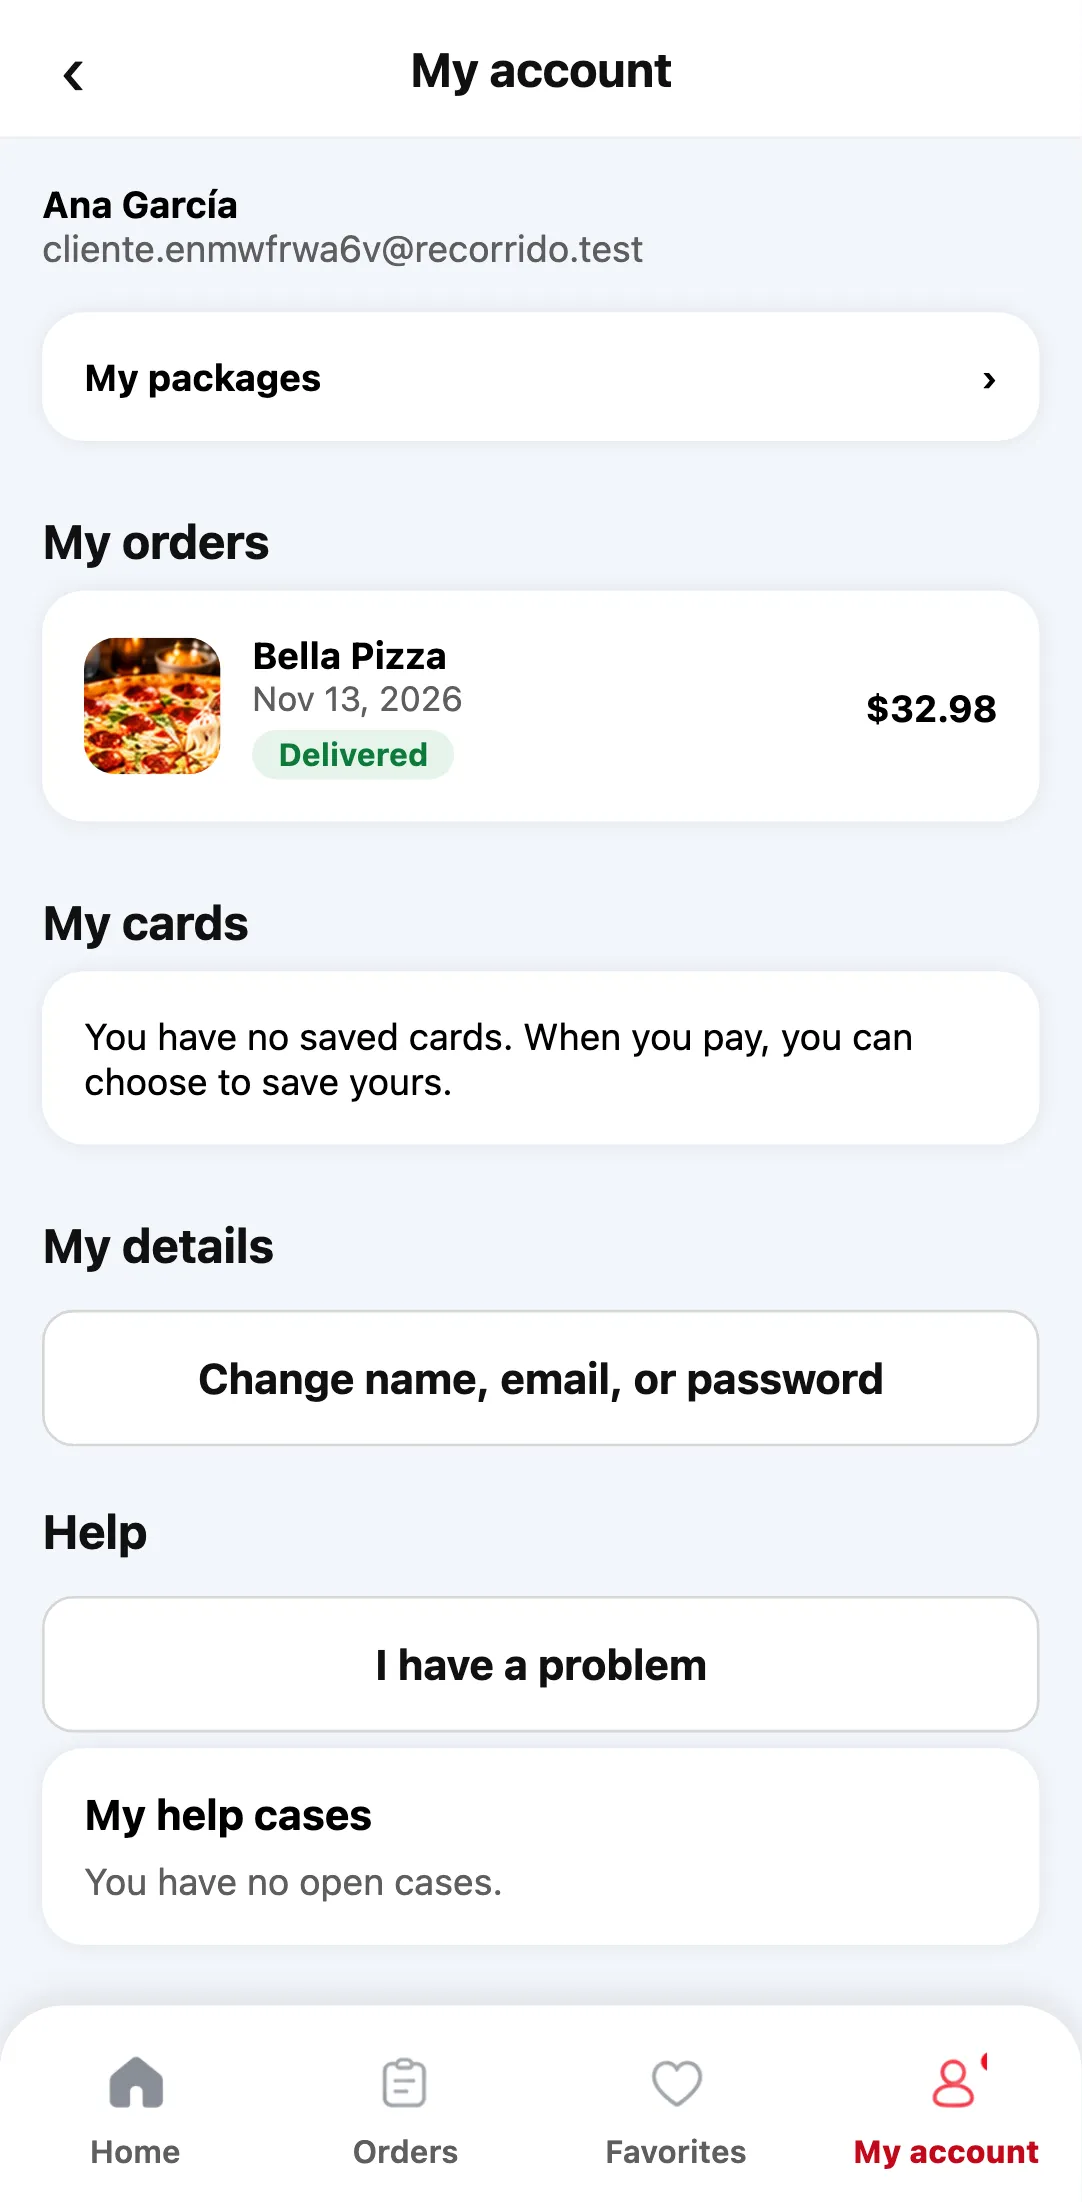 My account
Ana García
cliente.enmwfrwa6v@recorrido.test
My packages
My orders
Bella Pizza
Nov 13, 2026
Delivered
$32.98
My cards
You have no saved cards. When you pay, you can
choose to save yours.
My details
Change name, email, or password
Help
I have a problem
My help cases
You have no open cases.
Home
Orders
Favorites
My account